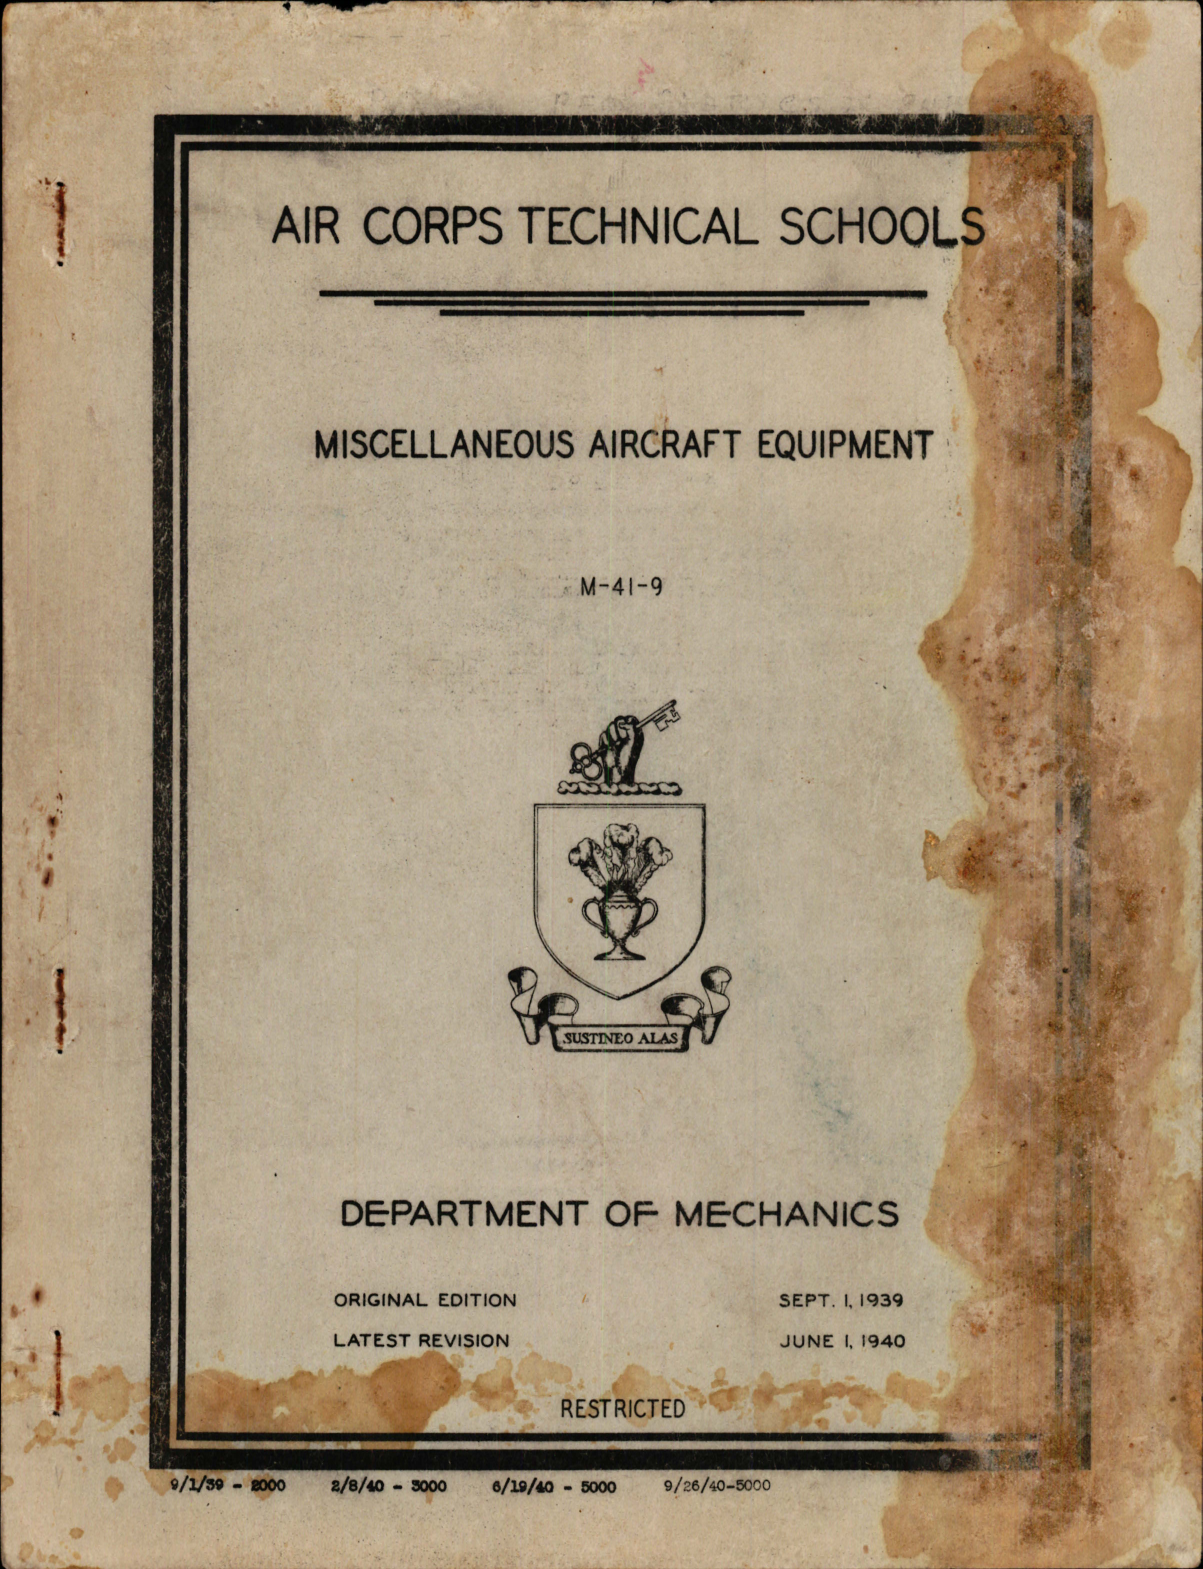 AIR CORPS TECHNICAL SCHOOLS
MISCELLANEOUS AIRCRAFT EQUIPMENT
M-41-9
SUSTINEO ALAS
DEPARTMENT OF MECHANICS
ORIGINAL EDITION SEPT. 1, 1939
LATEST REVISION JUNE 1, 1940
RESTRICTED
9/1/39 - 2000 2/8/40 - 3000 6/19/40 - 5000 9/26/40-5000